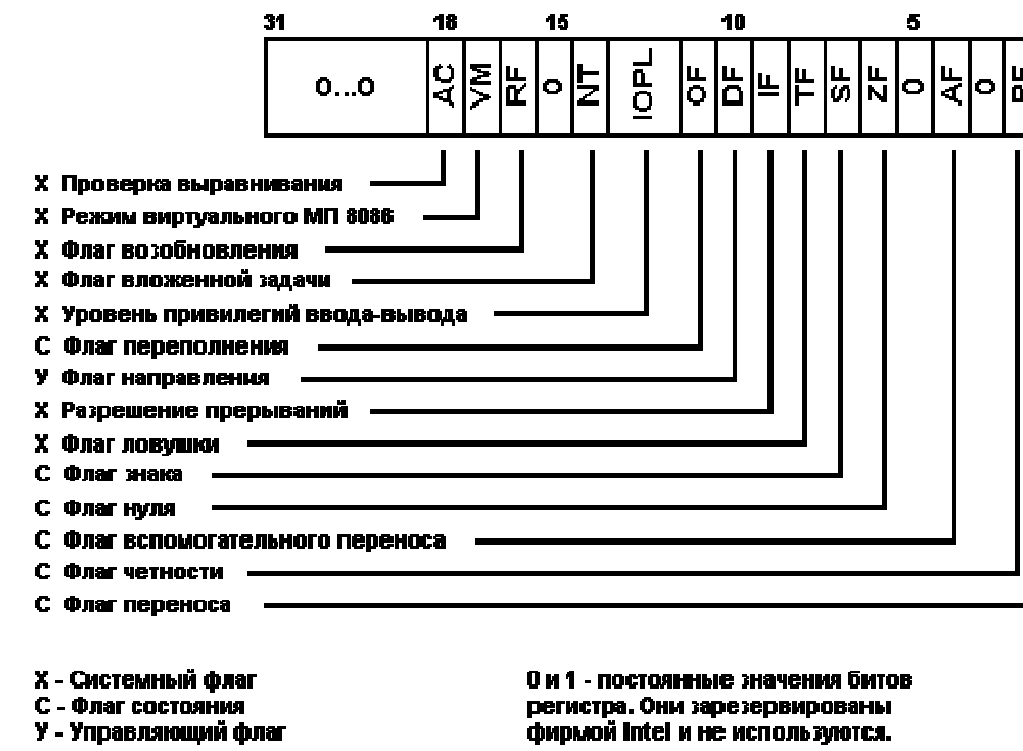 31 18 15 10 5
0...0 AC VM RF 0 NT IOPL OF DF IF TF SF ZF 0 AF 0 PF
X Проверка выравнивания
X Режим виртуального МП 8086
X Флаг возобновления
X Флаг вложенной задачи
X Уровень привилегий ввода-вывода
С Флаг переполнения
У Флаг направления
X Разрешение прерываний
X Флаг ловушки
С Флаг знака
С Флаг нуля
С Флаг вспомогательного переноса
С Флаг четности
С Флаг переноса
X - Системный флаг
С - Флаг состояния
У - Управляющий флаг
0 и 1 - постоянные значения битов
регистра. Они зарезервированы
фирмой Intel и не используются.